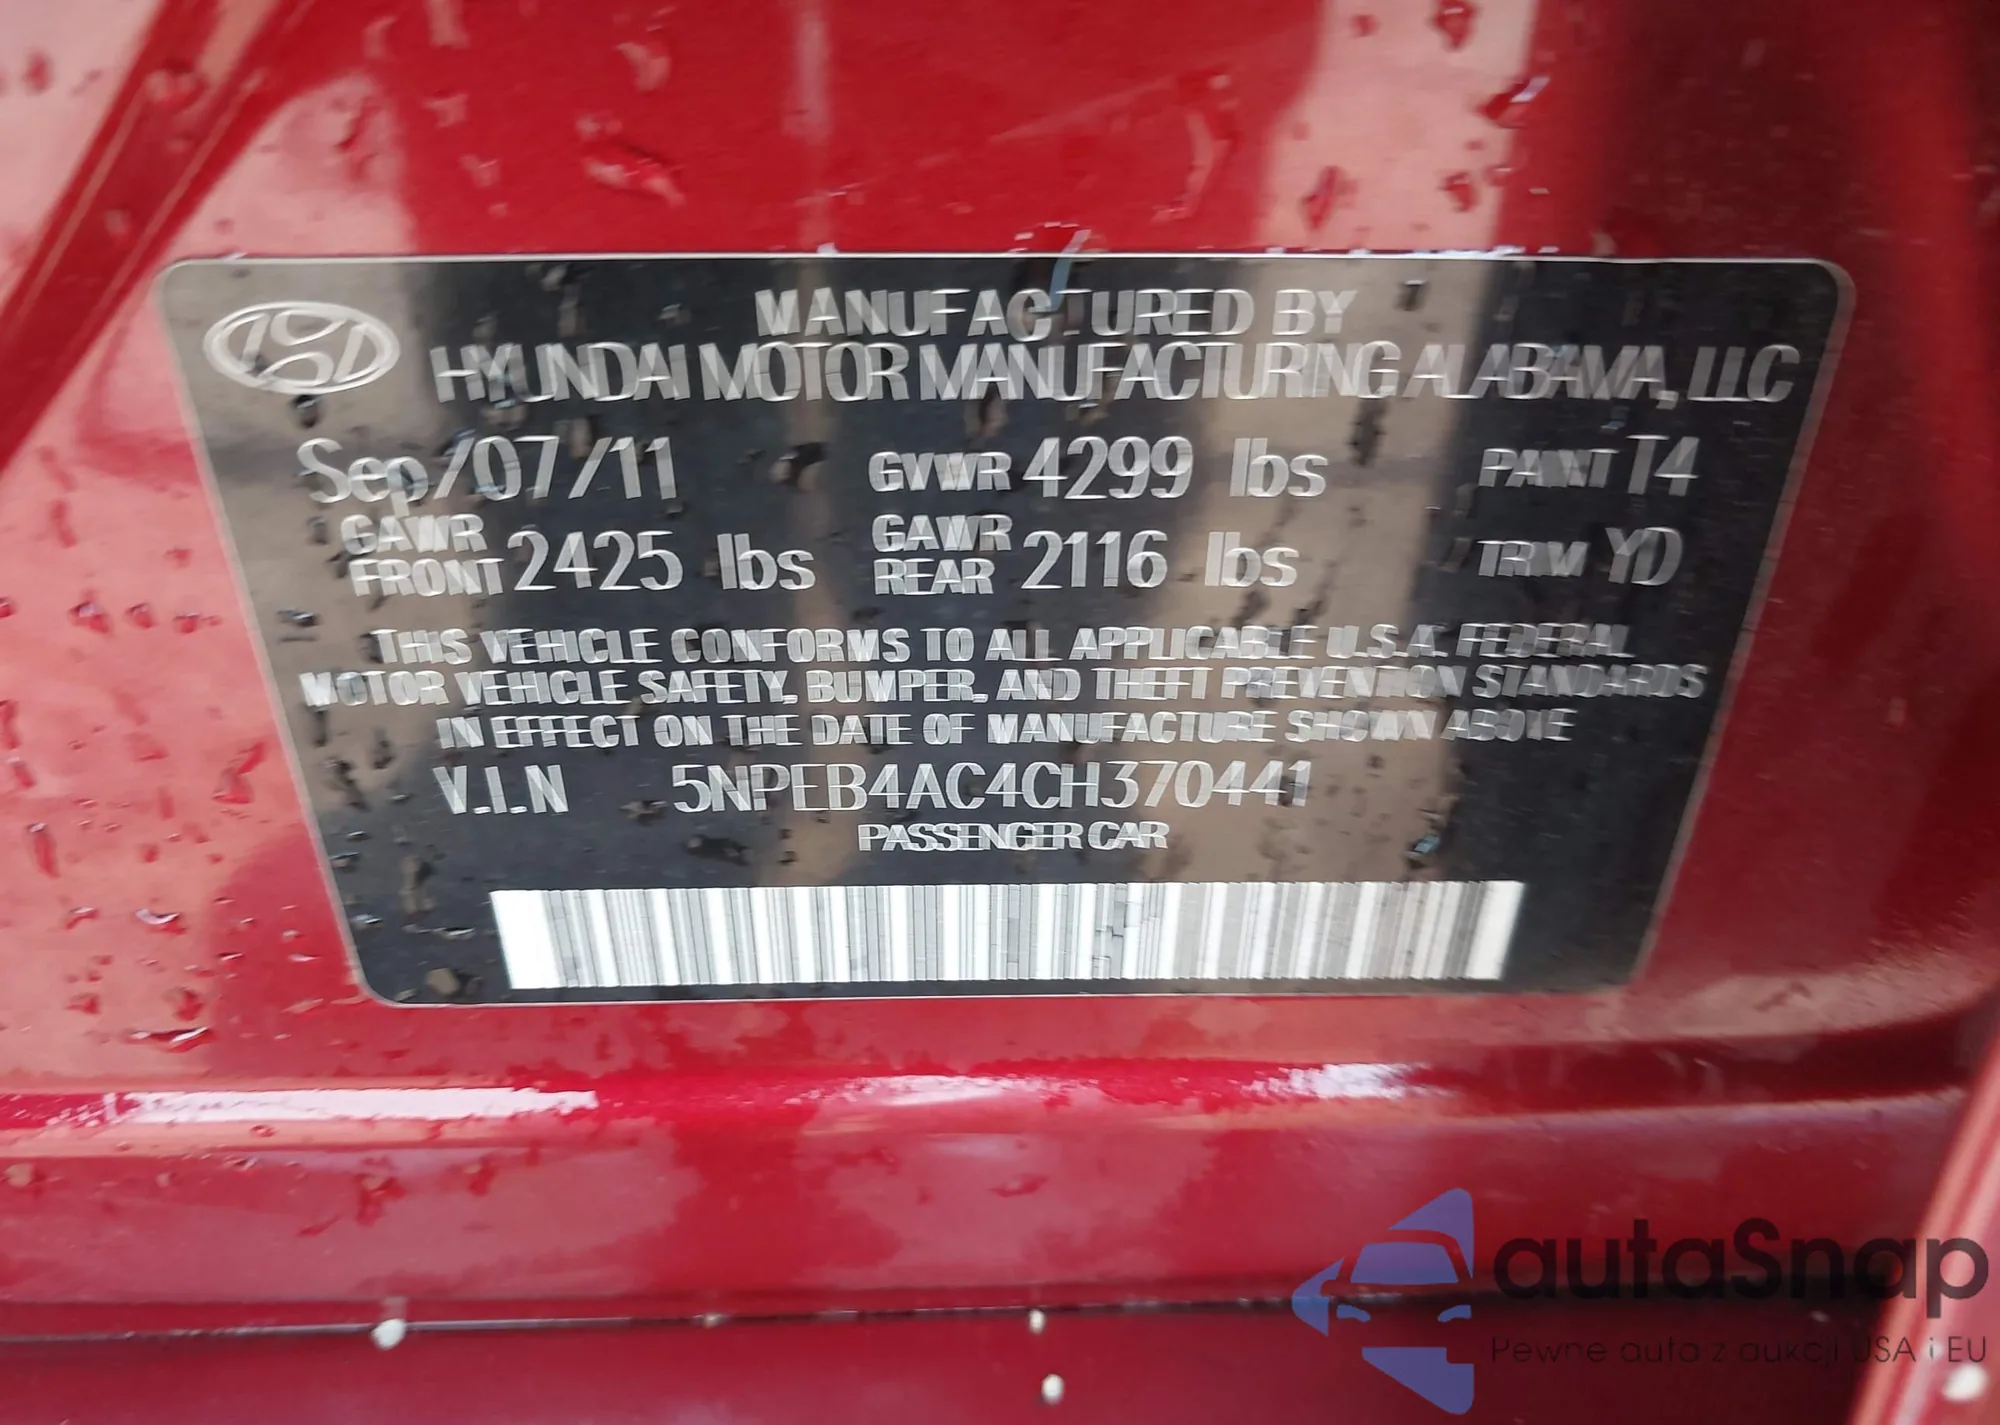 MANUFACTURED BY
HYUNDAI MOTOR MANUFACTURING ALABAMA, LLC
Sep/07/11 GVWR 4299 lbs PAINT T4
GAWR FRONT 2425 lbs GAWR REAR 2116 lbs TRIM YD
THIS VEHICLE CONFORMS TO ALL APPLICABLE U.S.A. FEDERAL
MOTOR VEHICLE SAFETY, BUMPER, AND THEFT PREVENTION STANDARDS
IN EFFECT ON THE DATE OF MANUFACTURE SHOWN ABOVE
V.I.N 5NPEB4AC4CH370441
PASSENGER CAR
autaSnap
Pewne auta z aukcji USA i EU